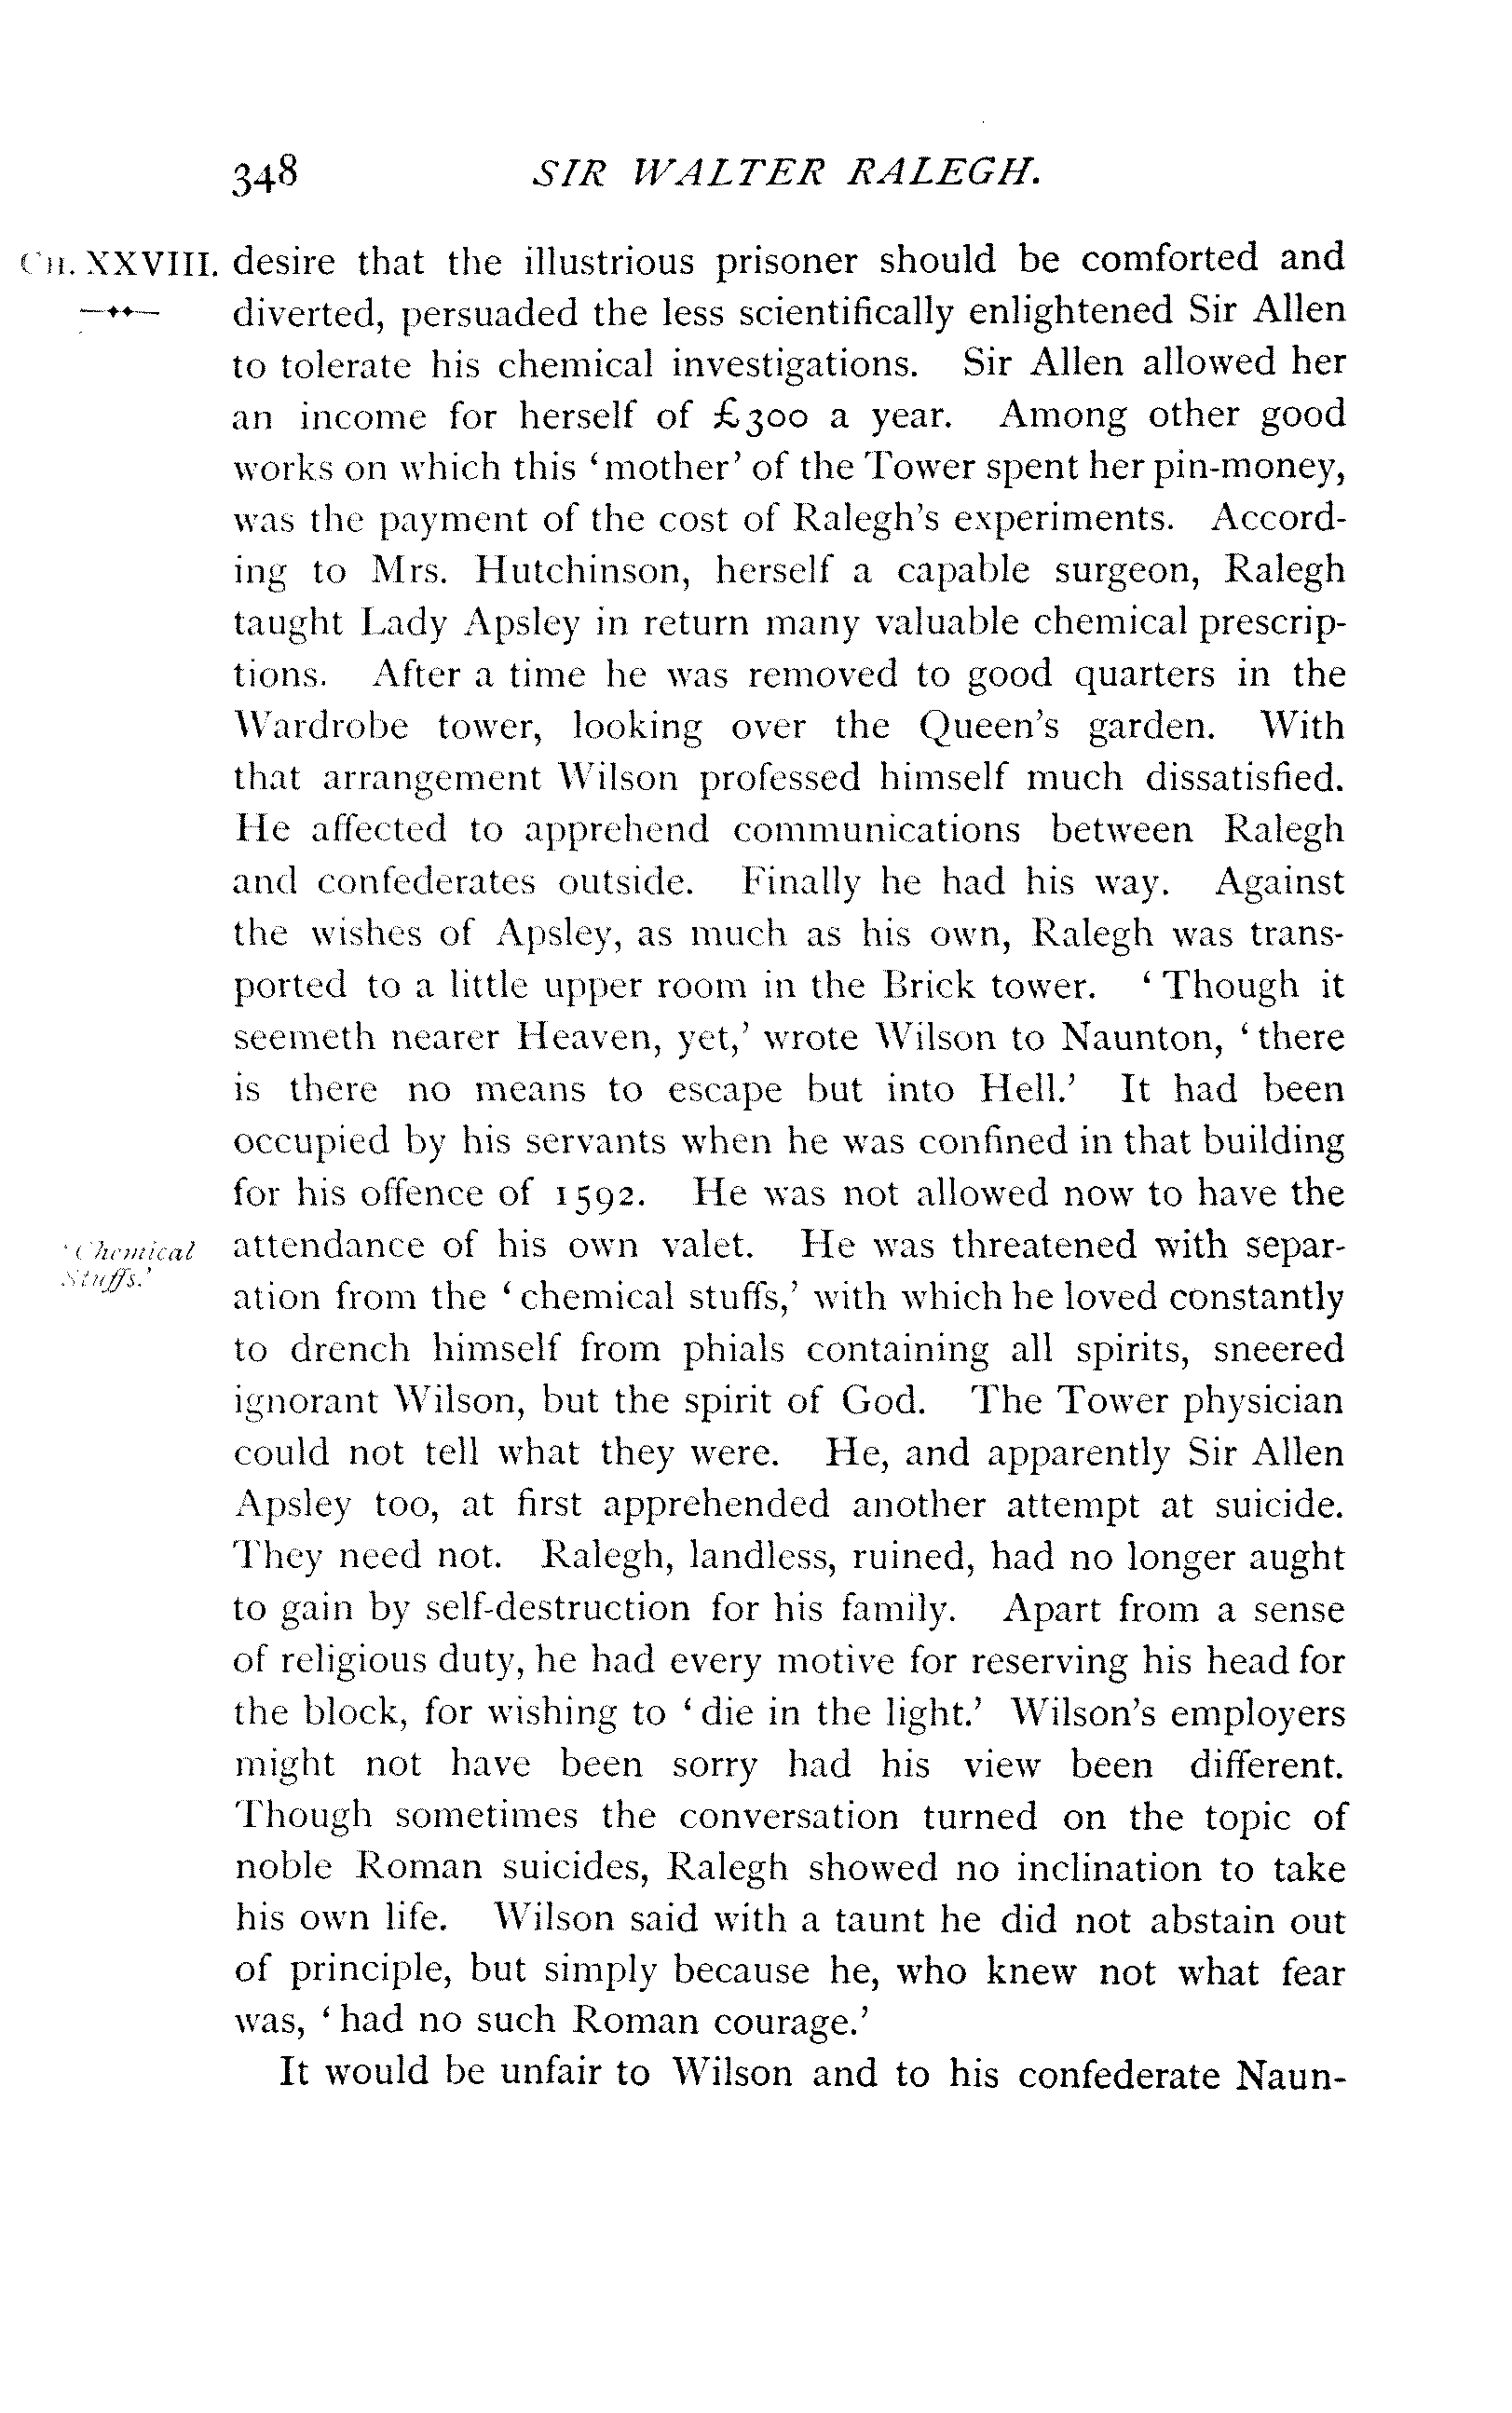 348 SIR WALTER RALEGH.
CH. XXVIII. desire that the illustrious prisoner should be comforted and
diverted, persuaded the less scientifically enlightened Sir Allen
to tolerate his chemical investigations. Sir Allen allowed her
an income for herself of £300 a year. Among other good
works on which this ‘mother’ of the Tower spent her pin-money,
was the payment of the cost of Ralegh’s experiments. Accord-
ing to Mrs. Hutchinson, herself a capable surgeon, Ralegh
taught Lady Apsley in return many valuable chemical prescrip-
tions. After a time he was removed to good quarters in the
Wardrobe tower, looking over the Queen’s garden. With
that arrangement Wilson professed himself much dissatisfied.
He affected to apprehend communications between Ralegh
and confederates outside. Finally he had his way. Against
the wishes of Apsley, as much as his own, Ralegh was trans-
ported to a little upper room in the Brick tower. ‘Though it
seemeth nearer Heaven, yet,’ wrote Wilson to Naunton, ‘there
is there no means to escape but into Hell.’ It had been
occupied by his servants when he was confined in that building
for his offence of 1592. He was not allowed now to have the
‘Chemical
Stuffs.’
attendance of his own valet. He was threatened with separ-
ation from the ‘chemical stuffs,’ with which he loved constantly
to drench himself from phials containing all spirits, sneered
ignorant Wilson, but the spirit of God. The Tower physician
could not tell what they were. He, and apparently Sir Allen
Apsley too, at first apprehended another attempt at suicide.
They need not. Ralegh, landless, ruined, had no longer aught
to gain by self-destruction for his family. Apart from a sense
of religious duty, he had every motive for reserving his head for
the block, for wishing to ‘die in the light.’ Wilson’s employers
might not have been sorry had his view been different.
Though sometimes the conversation turned on the topic of
noble Roman suicides, Ralegh showed no inclination to take
his own life. Wilson said with a taunt he did not abstain out
of principle, but simply because he, who knew not what fear
was, ‘had no such Roman courage.’
It would be unfair to Wilson and to his confederate Naun-